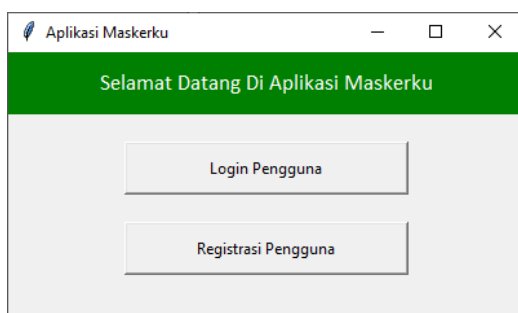 Aplikasi Maskerku
Selamat Datang Di Aplikasi Maskerku
Login Pengguna
Registrasi Pengguna